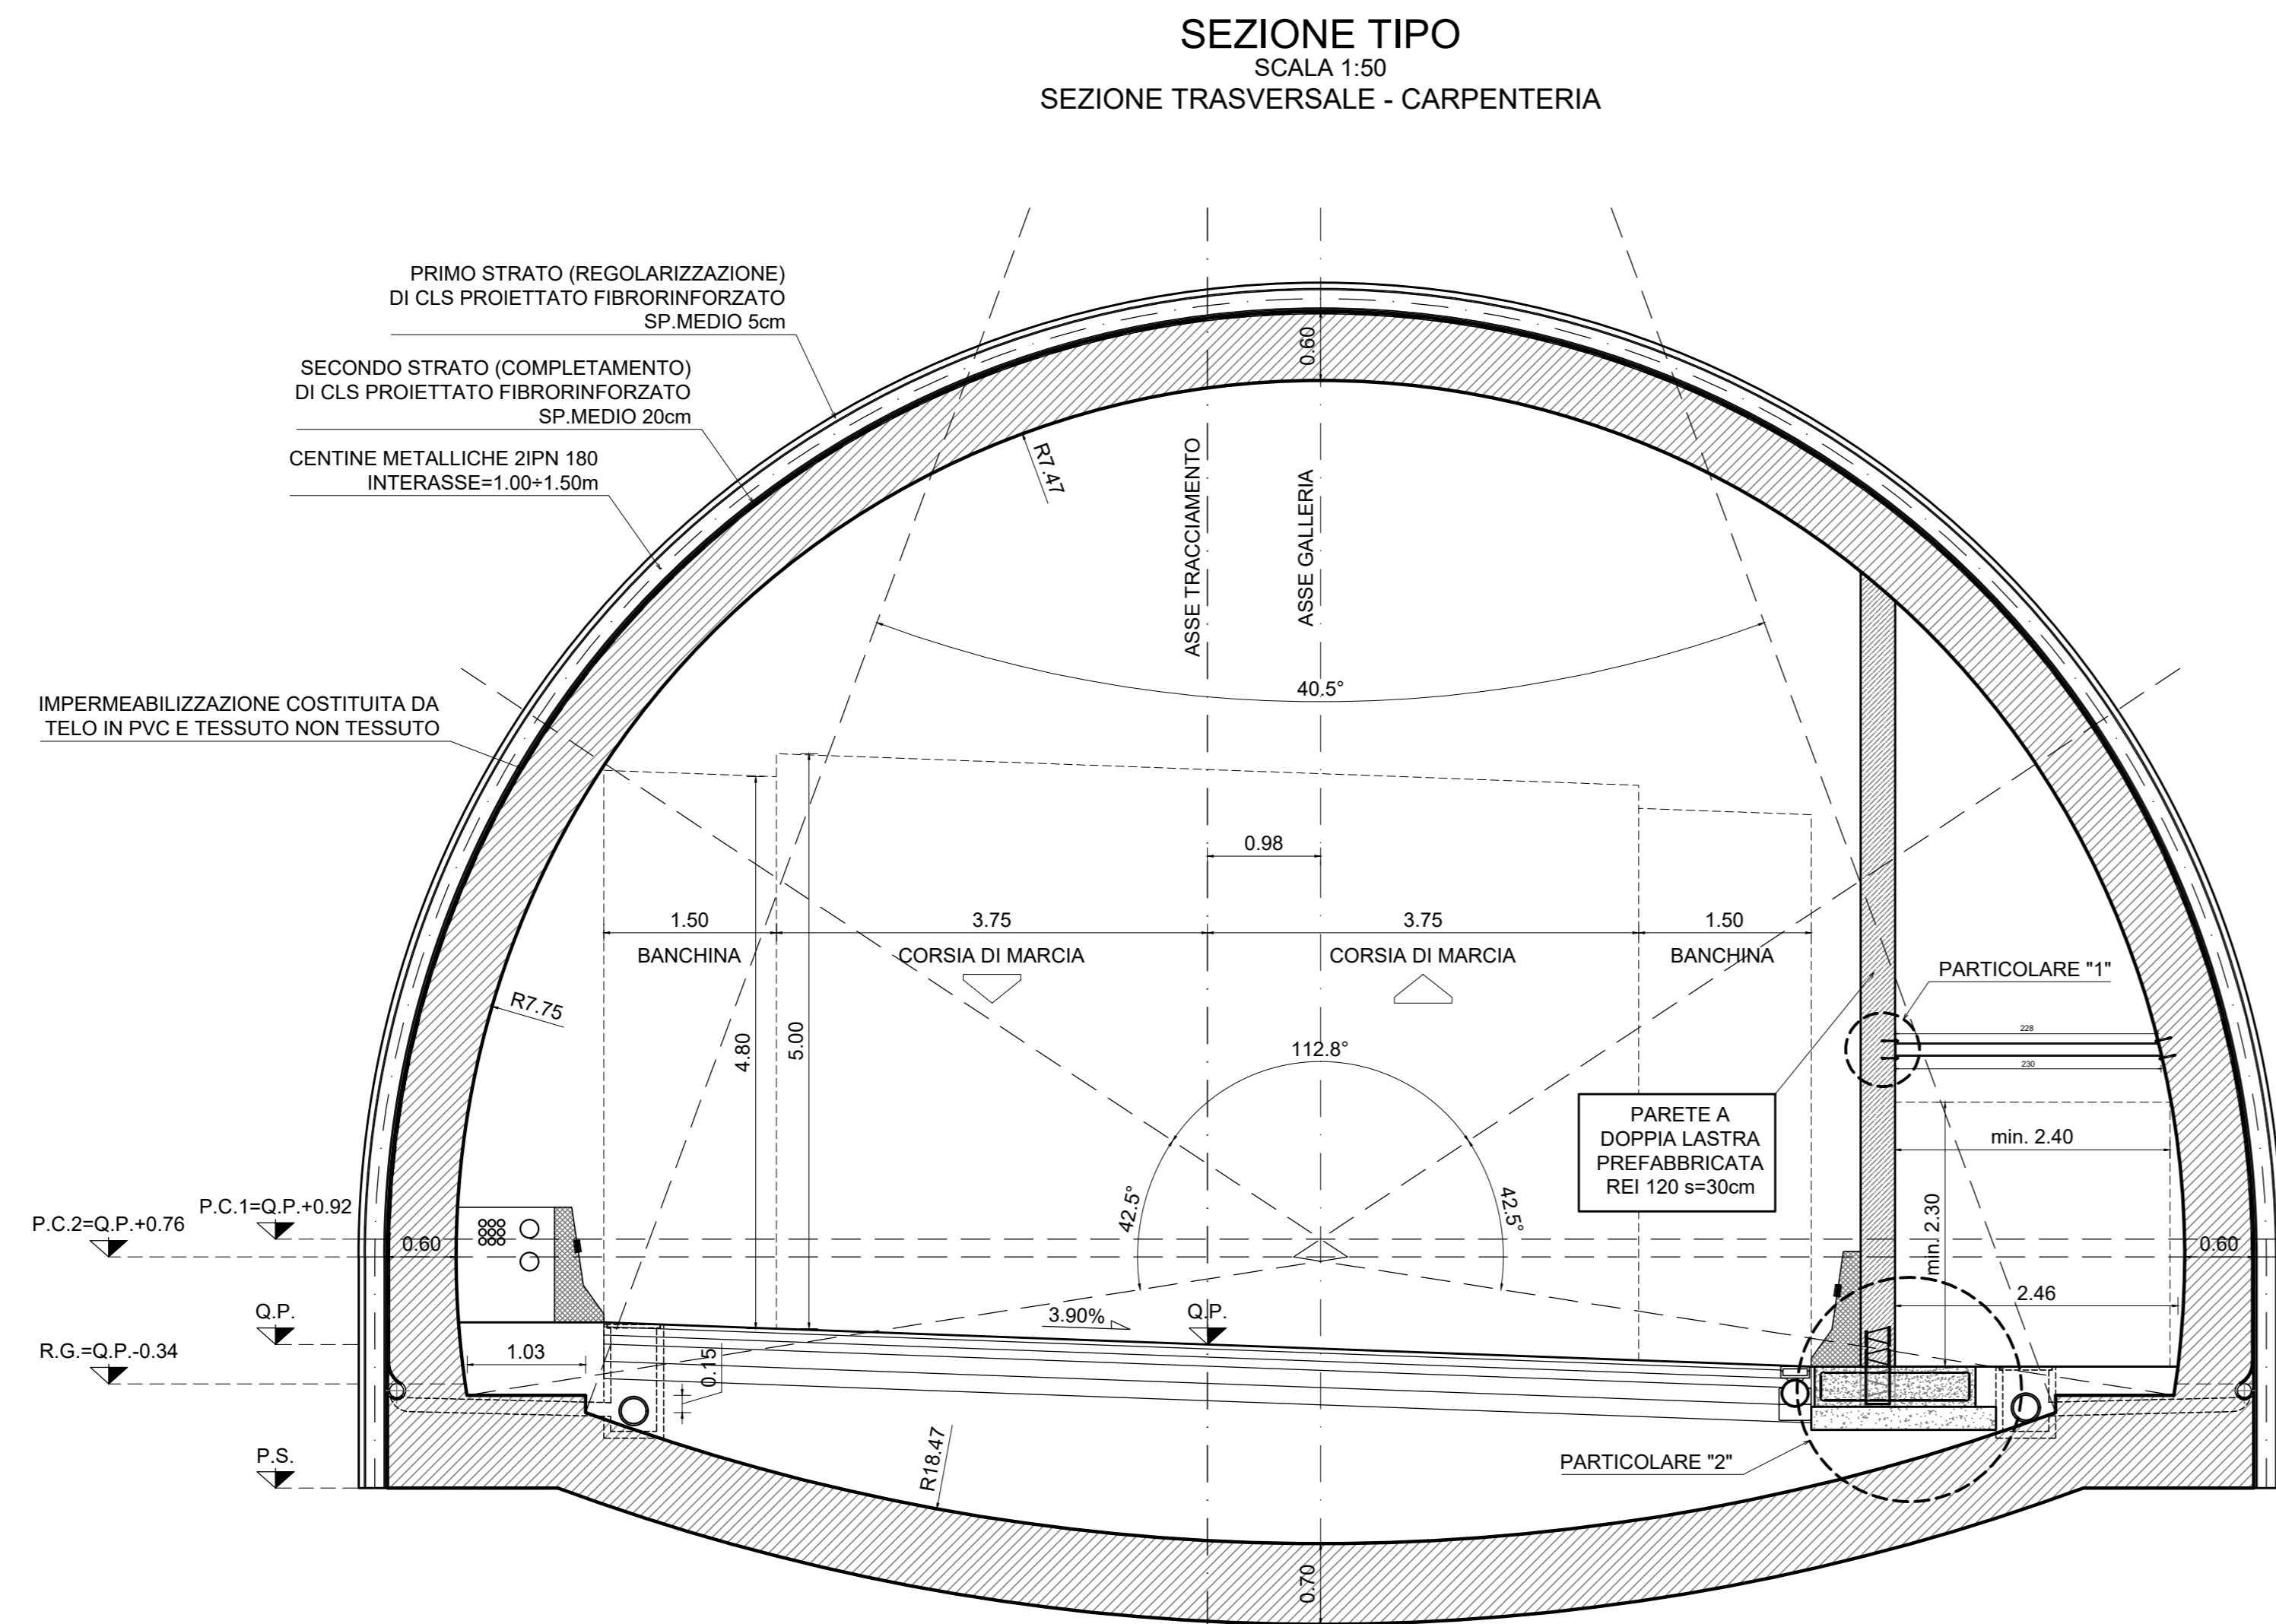 SEZIONE TIPO
SCALA 1:50
SEZIONE TRASVERSALE - CARPENTERIA
PRIMO STRATO (REGOLARIZZAZIONE)
DI CLS PROIETTATO FIBRORINFORZATO
SP.MEDIO 5cm
SECONDO STRATO (COMPLETAMENTO)
DI CLS PROIETTATO FIBRORINFORZATO
SP.MEDIO 20cm
CENTINE METALLICHE 2IPN 180
INTERASSE=1.00÷1.50m
IMPERMEABILIZZAZIONE COSTITUITA DA
TELO IN PVC E TESSUTO NON TESSUTO
0.60
R7.47
ASSE TRACCIAMENTO
ASSE GALLERIA
40.5°
0.98
1.50
3.75
3.75
1.50
BANCHINA
CORSIA DI MARCIA
CORSIA DI MARCIA
BANCHINA
R7.75
4.80
5.00
112.8°
42.5°
42.5°
PARTICOLARE "1"
228
230
PARETE A
DOPPIA LASTRA
PREFABBRICATA
REI 120 s=30cm
min. 2.40
min. 2.30
2.46
P.C.1=Q.P.+0.92
P.C.2=Q.P.+0.76
0.60
0.60
Q.P.
R.G.=Q.P.-0.34
P.S.
3.90%
Q.P.
1.03
0.15
R18.47
PARTICOLARE "2"
0.70